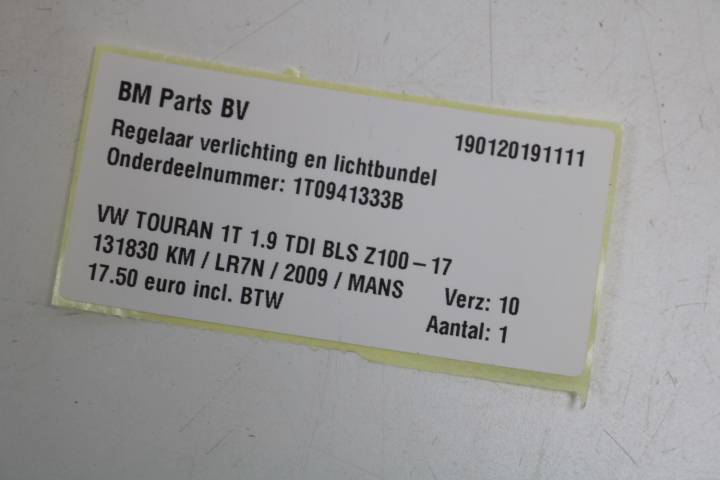 BM Parts BV
190120191111
Regelaar verlichting en lichtbundel
Onderdeelnummer: 1T0941333B
VW TOURAN 1T 1.9 TDI BLS Z100 – 17
131830 KM / LR7N / 2009 / MANS
Verz: 10
17.50 euro incl. BTW
Aantal: 1